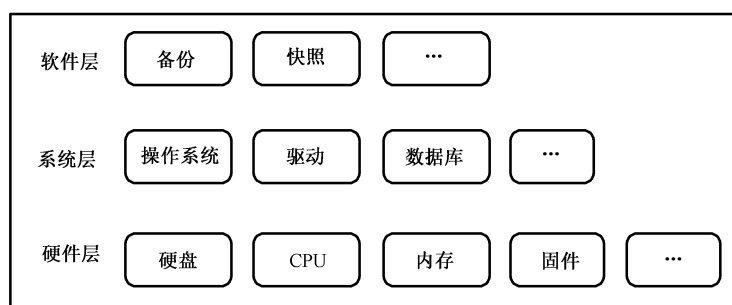 软件层 备份 快照 ...
系统层 操作系统 驱动 数据库 ...
硬件层 硬盘 CPU 内存 固件 ...